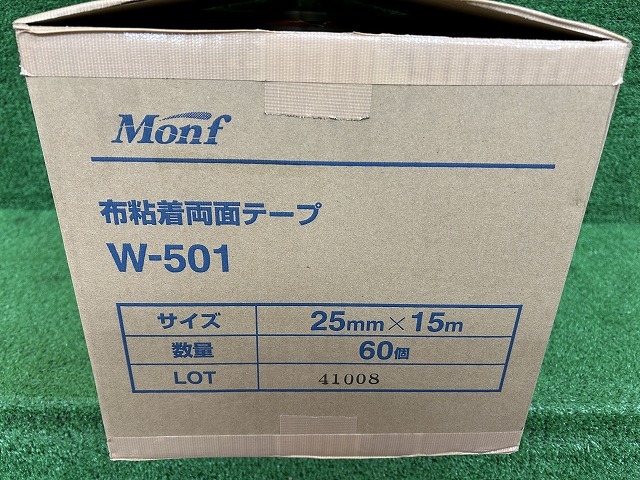 Monf
布粘着両面テープ
W-501
サイズ 25mm×15m
数量 60個
LOT 41008